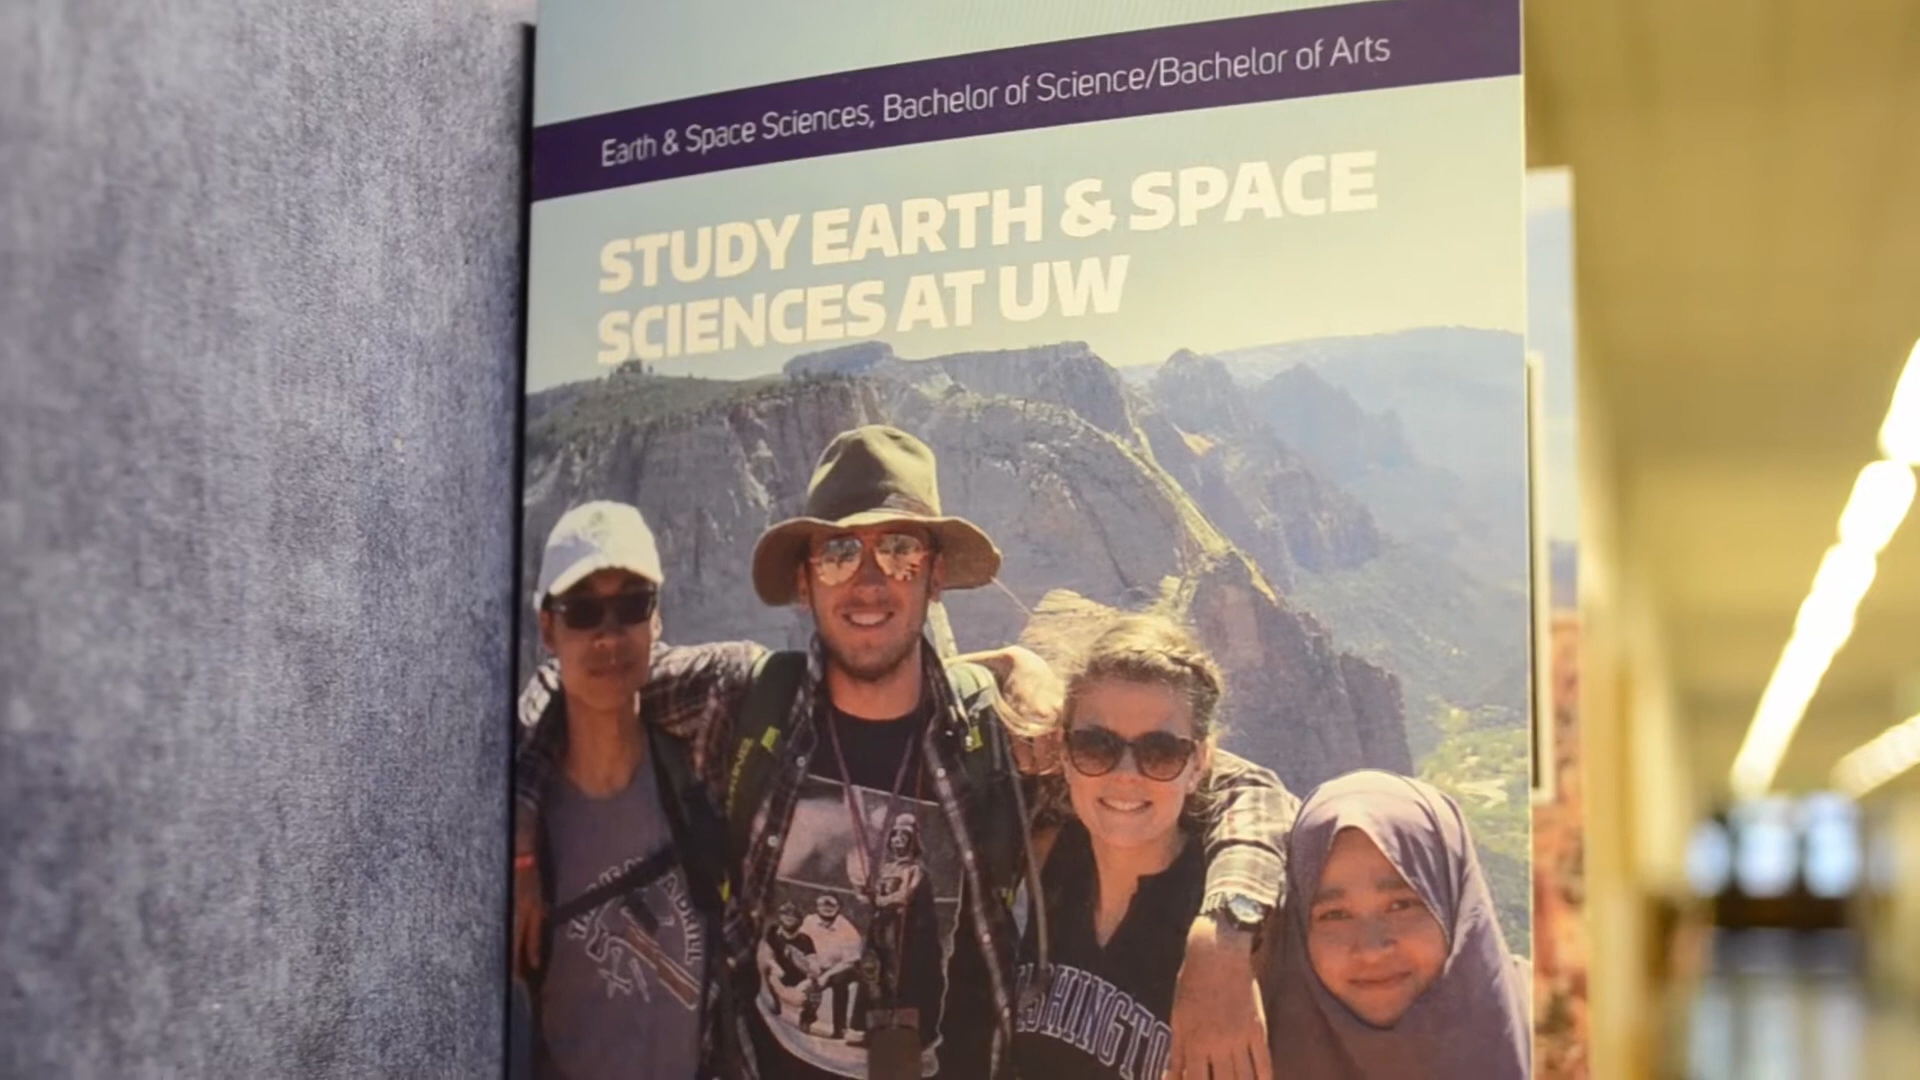 Earth & Space Sciences, Bachelor of Science/Bachelor of Arts
STUDY EARTH & SPACE
SCIENCES AT UW